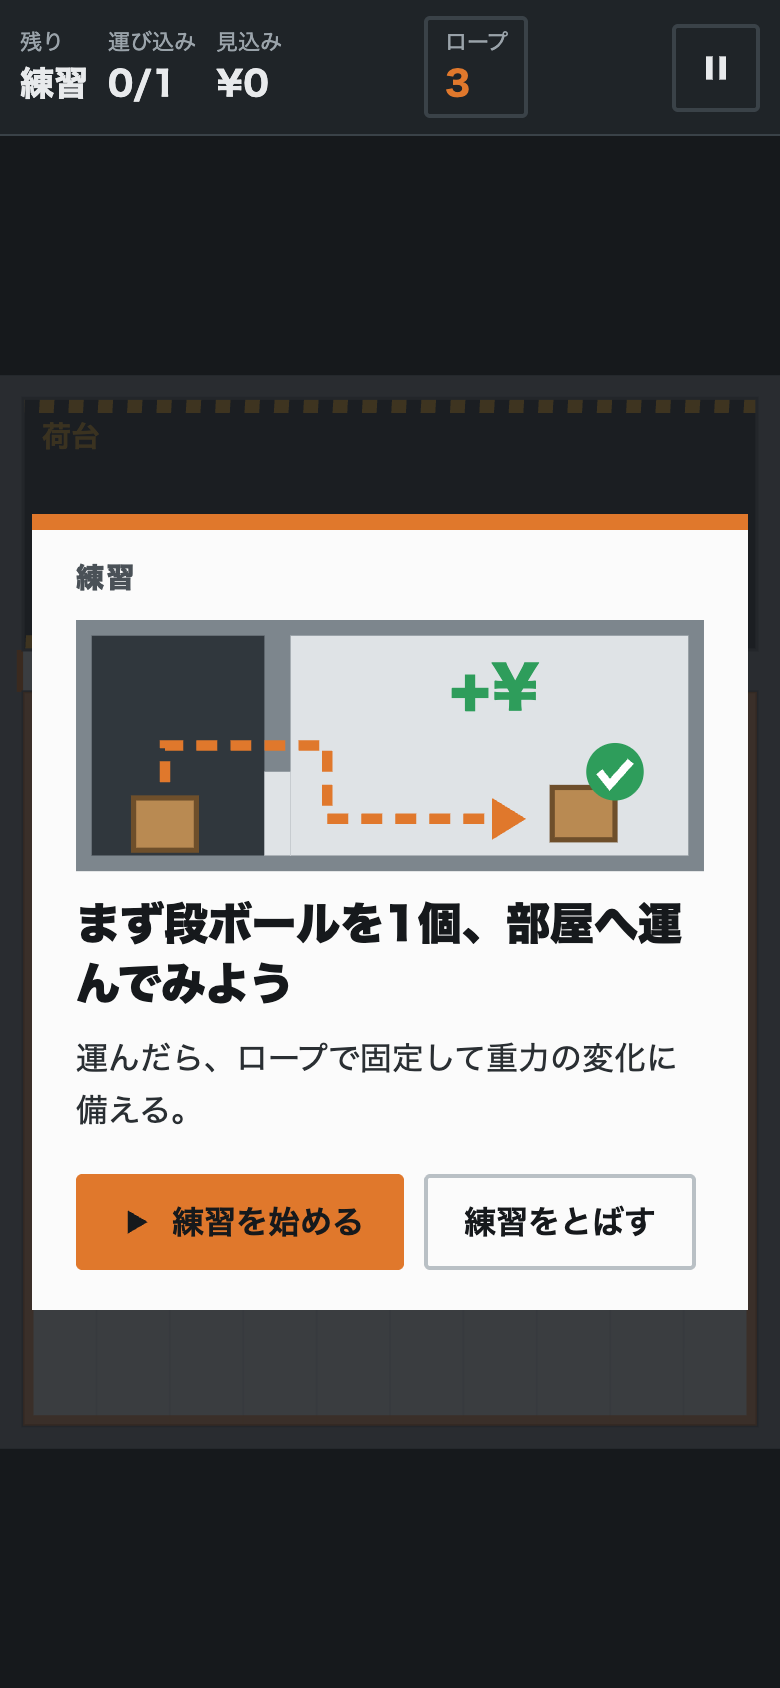 残り 運び込み 見込み ロープ
練習 0/1 ¥0 3
荷台
練習
+¥
まず段ボールを1個、部屋へ運
んでみよう
運んだら、ロープで固定して重力の変化に
備える。
練習を始める 練習をとばす